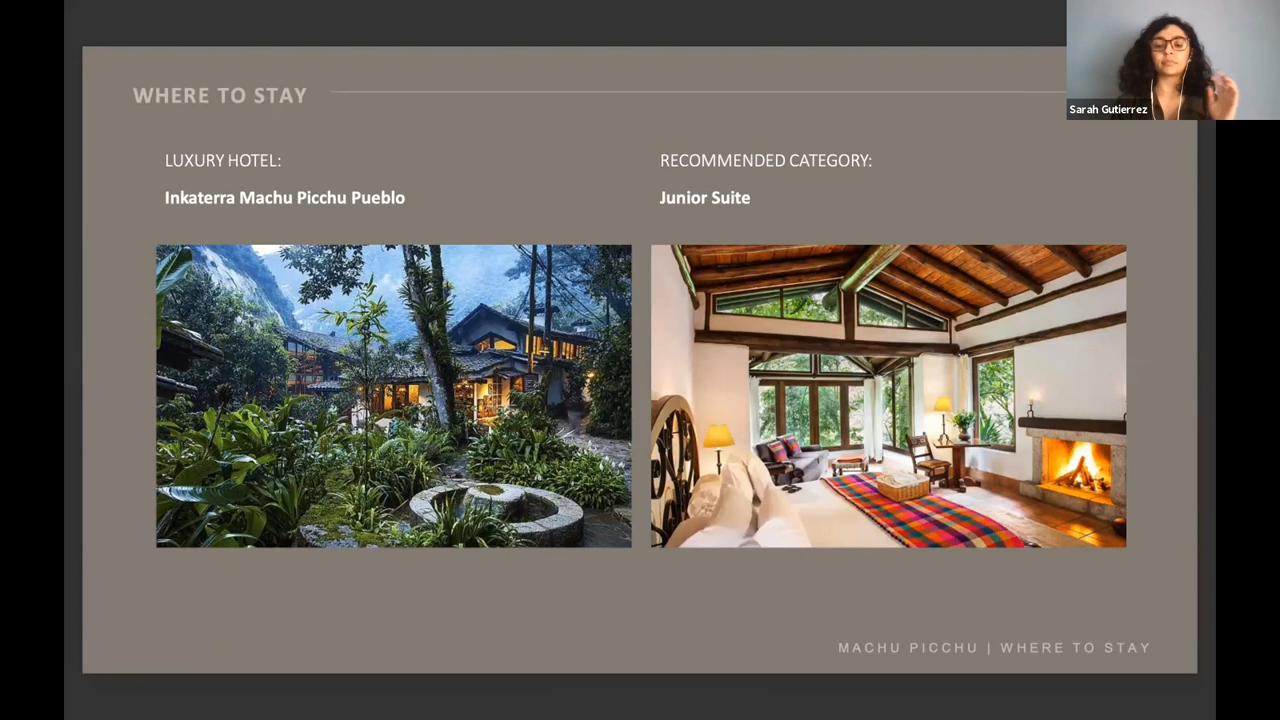 WHERE TO STAY
Sarah Gutierrez
LUXURY HOTEL:
Inkaterra Machu Picchu Pueblo
RECOMMENDED CATEGORY:
Junior Suite
MACHU PICCHU | WHERE TO STAY